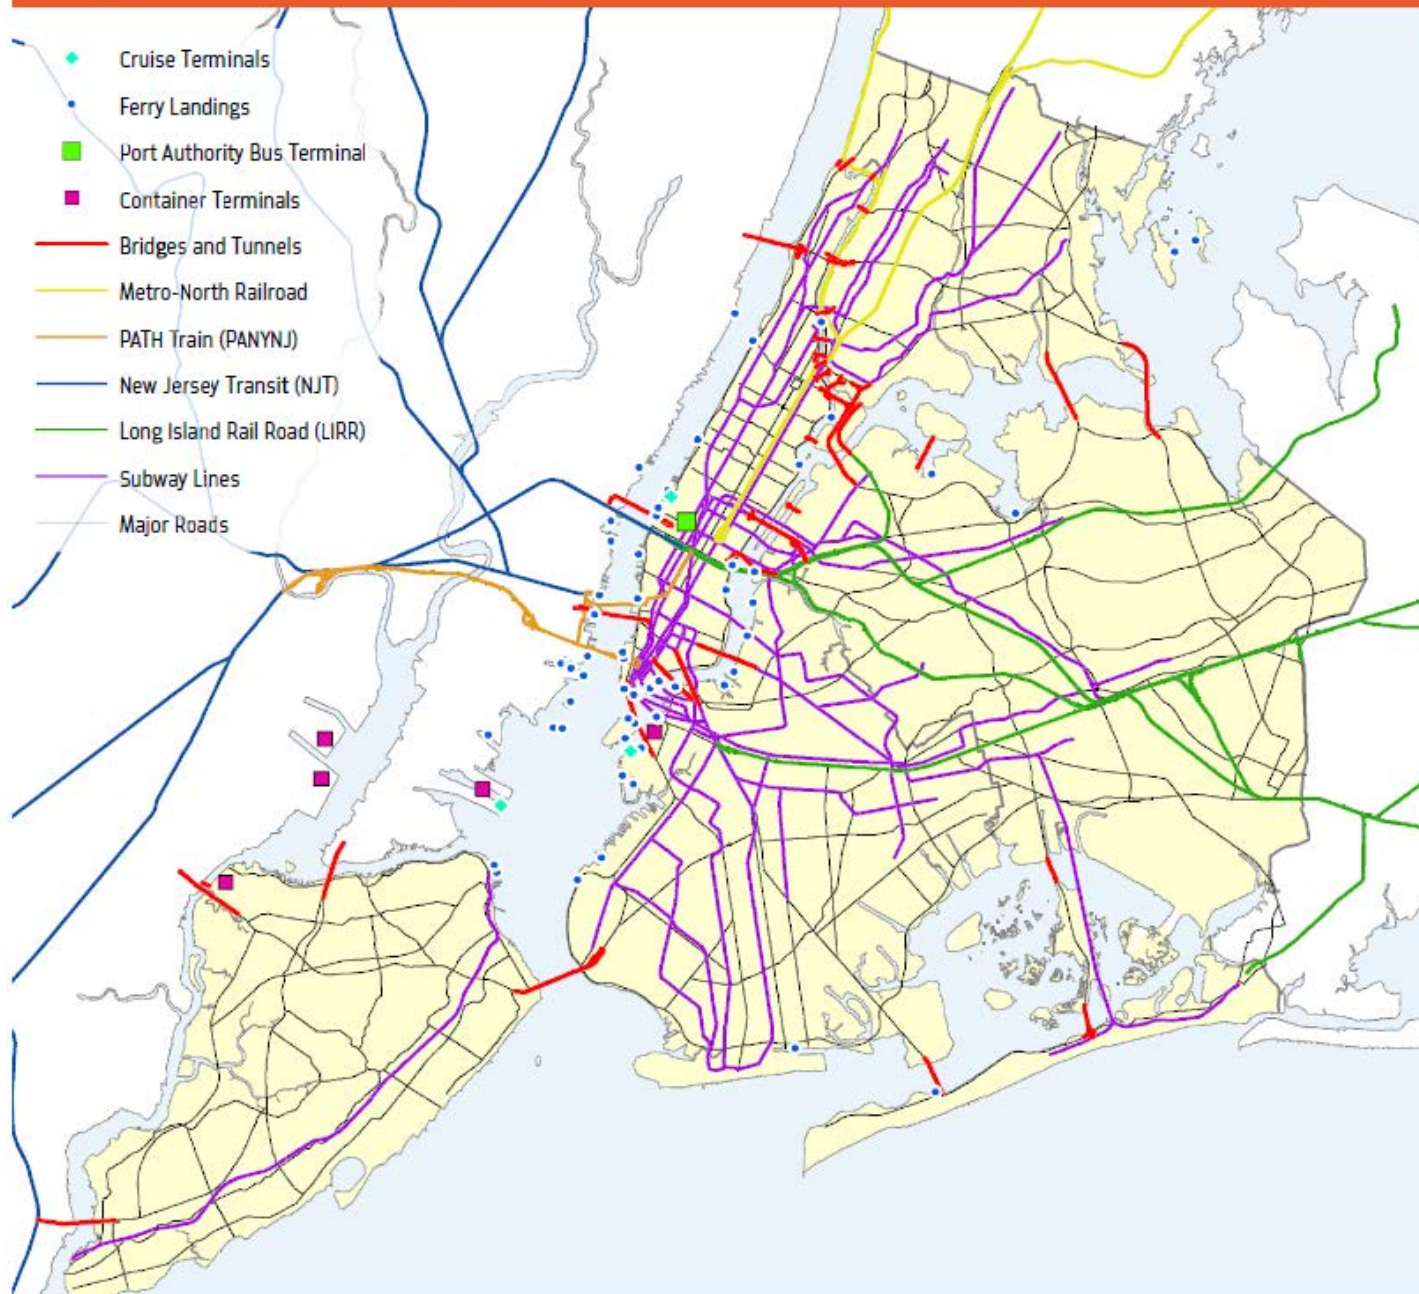 Cruise Terminals
Ferry Landings
Port Authority Bus Terminal
Container Terminals
Bridges and Tunnels
Metro-North Railroad
PATH Train (PANYNJ)
New Jersey Transit (NJT)
Long Island Rail Road (LIRR)
Subway Lines
Major Roads